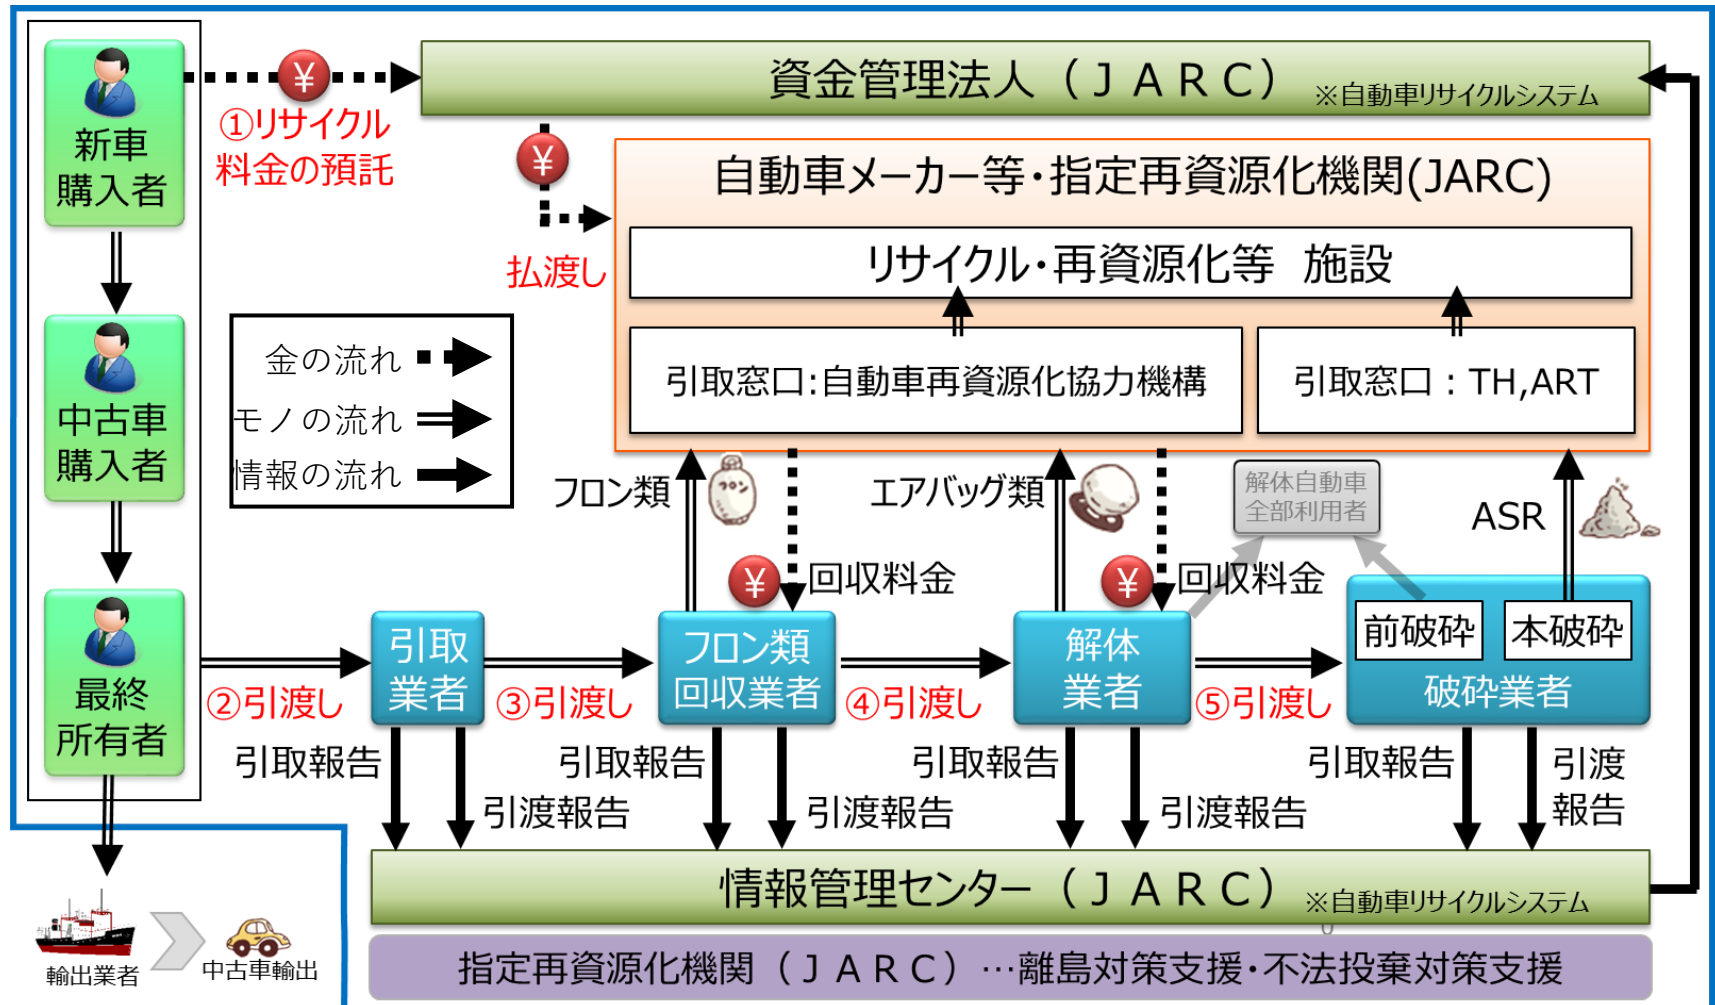 新車
購入者
中古車
購入者
最終
所有者
¥
①リサイクル
料金の預託
資金管理法人（ＪＡＲＣ）
※自動車リサイクルシステム
¥
払渡し
自動車メーカー等・指定再資源化機関(JARC)
リサイクル・再資源化等　施設
引取窓口:自動車再資源化協力機構
引取窓口：TH,ART
金の流れ
モノの流れ
情報の流れ
フロン類
フロン
エアバッグ類
解体自動車
全部利用者
ASR
¥
回収料金
¥
回収料金
②引渡し
引取
業者
③引渡し
フロン類
回収業者
④引渡し
解体
業者
⑤引渡し
前破砕
本破砕
破砕業者
引取報告
引渡報告
引取報告
引渡報告
引取報告
引渡報告
引取報告
引渡
報告
情報管理センター（ＪＡＲＣ）
※自動車リサイクルシステム
指定再資源化機関（ＪＡＲＣ）…離島対策支援・不法投棄対策支援
輸出業者
中古車輸出